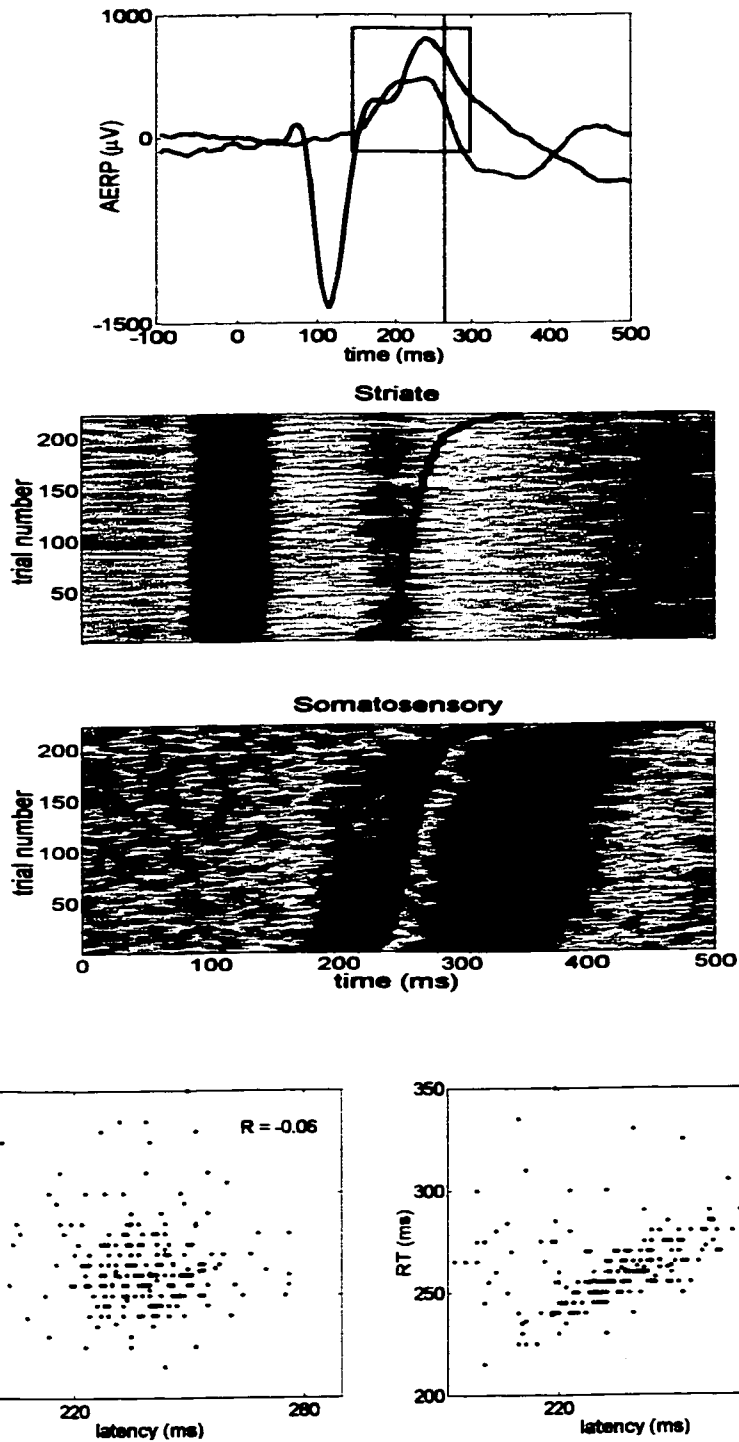 1000
0
-1500
AERP (µV)
-100 0 100 200 300 400 500
time (ms)
Striate
200
150
100
50
trial number
Somatosensory
200
150
100
50
trial number
0 100 200 300 400 500
time (ms)
R = -0.06
220 280
latency (ms)
350
300
250
200
RT (ms)
220
latency (ms)